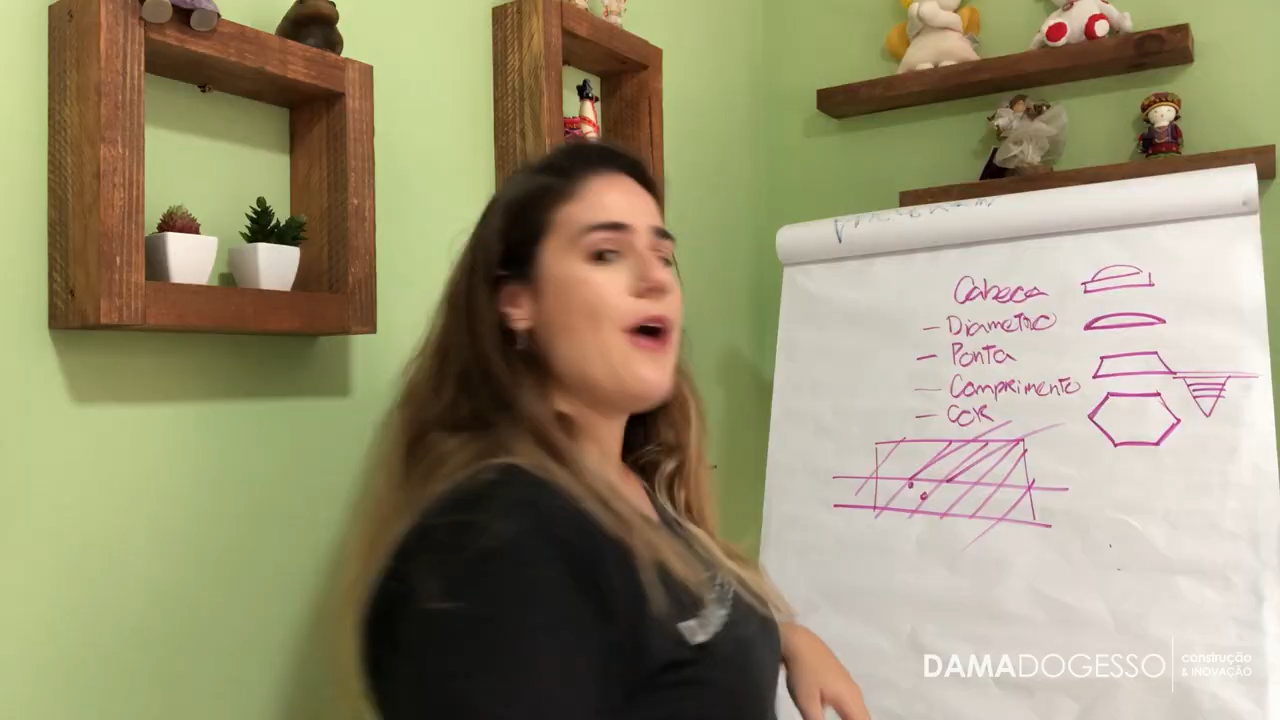 Cabeca
- Diametro
- Ponta
- Comprimento
- COR
DAMADOGESSO
construção
& INOVAÇÃO